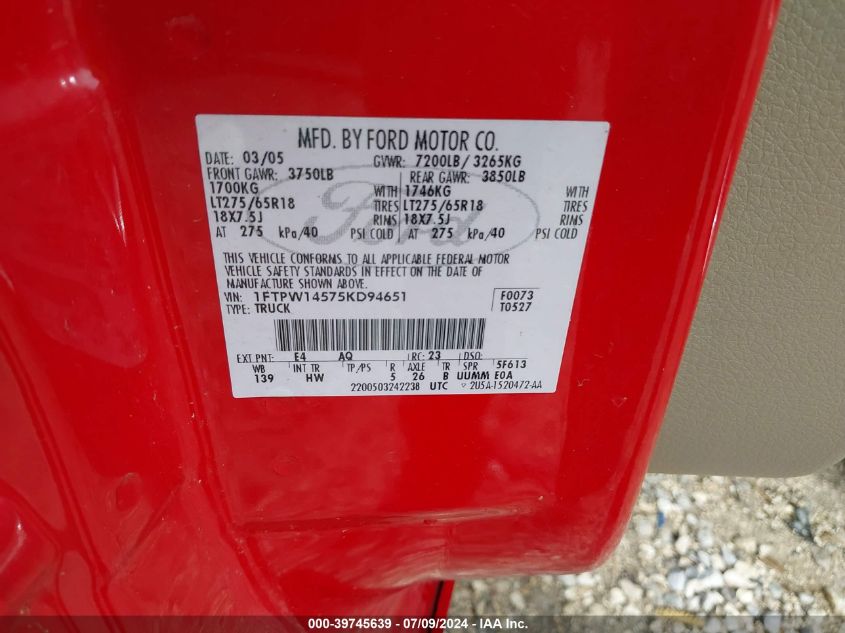 MFD. BY FORD MOTOR CO.
DATE: 03/05 GVWR: 7200LB/ 3265KG
FRONT GAWR: 3750LB REAR GAWR: 3850LB
1700KG WITH 1746KG WITH
LT275/65R18 TIRES LT275/65R18 TIRES
18X7.5J RIMS 18X7.5J RIMS
AT 275 kPa/40 PSI COLD AT 275 kPa/40 PSI COLD
Ford
THIS VEHICLE CONFORMS TO ALL APPLICABLE FEDERAL MOTOR
VEHICLE SAFETY STANDARDS IN EFFECT ON THE DATE OF
MANUFACTURE SHOWN ABOVE.
VIN: 1FTPW14575KD94651 F0073
TYPE: TRUCK T0527
EXT PNT: E4 AQ RC: 23 DSO:
WB INT TR TP/PS R AXLE TR SPR 5F613
139 HW 5 26 B UUMM E0A
2200503242238 UTC 2U5A-1520472-AA
000-39745639 - 07/09/2024 - IAA Inc.